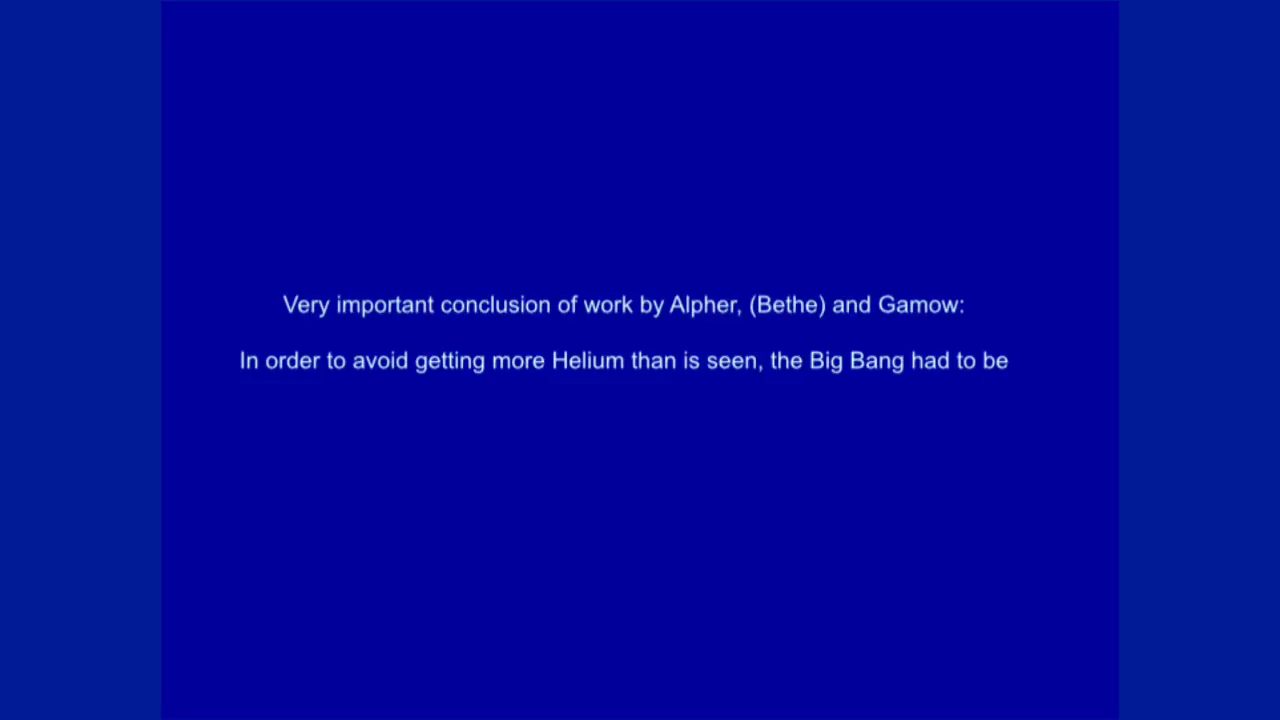 Very important conclusion of work by Alpher, (Bethe) and Gamow:
In order to avoid getting more Helium than is seen, the Big Bang had to be